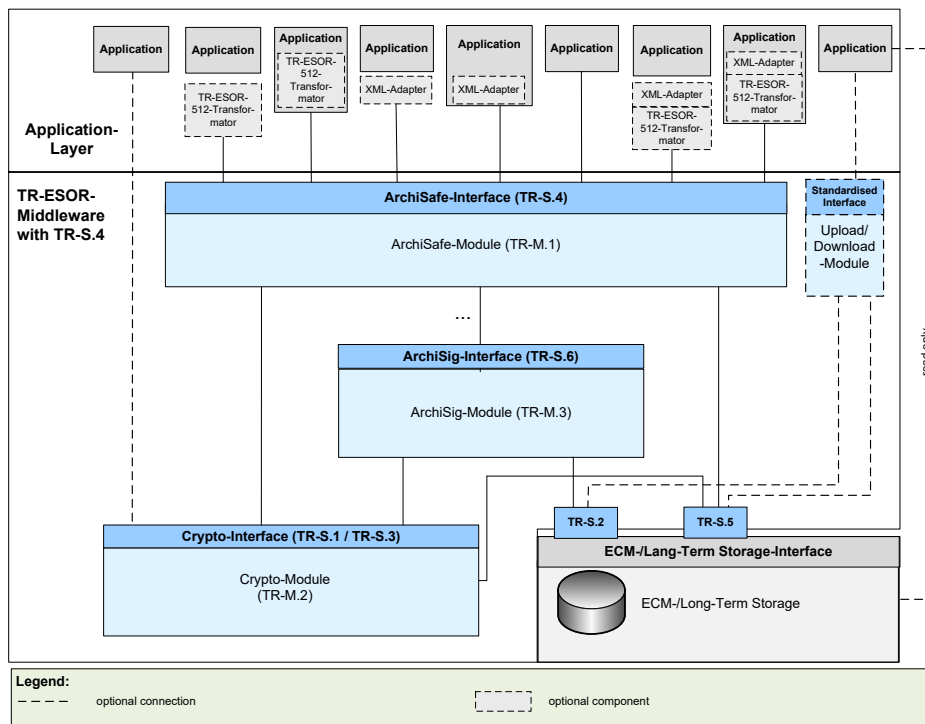 Application
Application
Application
Application
Application
Application
Application
Application
Application
TR-ESOR-
512-Transfor-
mator
TR-ESOR-
512-
Transfor-
mator
XML-Adapter
XML-Adapter
XML-Adapter
TR-ESOR-
512-Transfor-
mator
XML-Adapter
TR-ESOR-
512-Transfor-
mator
Application-
Layer
TR-ESOR-
Middleware
with TR-S.4
ArchiSafe-Interface (TR-S.4)
ArchiSafe-Module (TR-M.1)
Standardised
Interface
Upload/
Download
-Module
...
ArchiSig-Interface (TR-S.6)
ArchiSig-Module (TR-M.3)
read only
TR-S.2
TR-S.5
Crypto-Interface (TR-S.1 / TR-S.3)
Crypto-Module
(TR-M.2)
ECM-/Lang-Term Storage-Interface
ECM-/Long-Term Storage
Legend:
optional connection
optional component